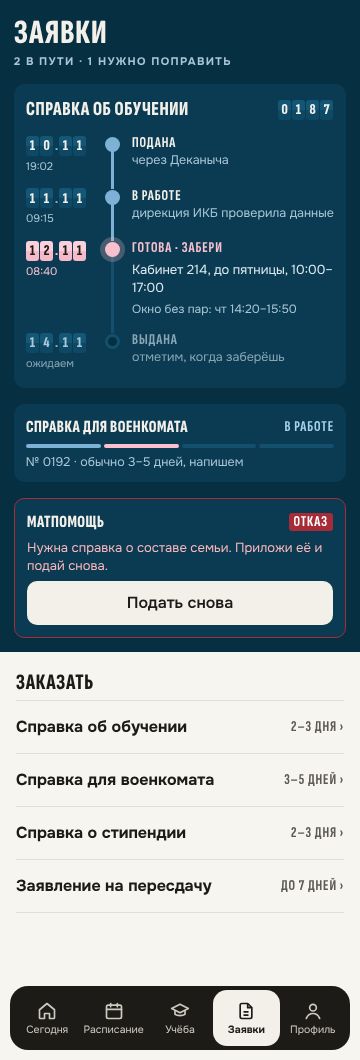 ЗАЯВКИ
2 В ПУТИ · 1 НУЖНО ПОПРАВИТЬ
СПРАВКА ОБ ОБУЧЕНИИ 0187
10.11 ПОДАНА
19:02 через Деканыча
11.11 В РАБОТЕ
09:15 дирекция ИКБ проверила данные
12.11 ГОТОВА · ЗАБЕРИ
08:40 Кабинет 214, до пятницы, 10:00–
17:00
Окно без пар: чт 14:20–15:50
14.11 ВЫДАНА
ожидаем отметим, когда заберёшь
СПРАВКА ДЛЯ ВОЕНКОМАТА В РАБОТЕ
№ 0192 · обычно 3–5 дней, напишем
МАТПОМОЩЬ ОТКАЗ
Нужна справка о составе семьи. Приложи её и
подай снова.
Подать снова
ЗАКАЗАТЬ
Справка об обучении 2–3 ДНЯ ›
Справка для военкомата 3–5 ДНЕЙ ›
Справка о стипендии 2–3 ДНЯ ›
Заявление на пересдачу ДО 7 ДНЕЙ ›
Сегодня Расписание Учёба Заявки Профиль